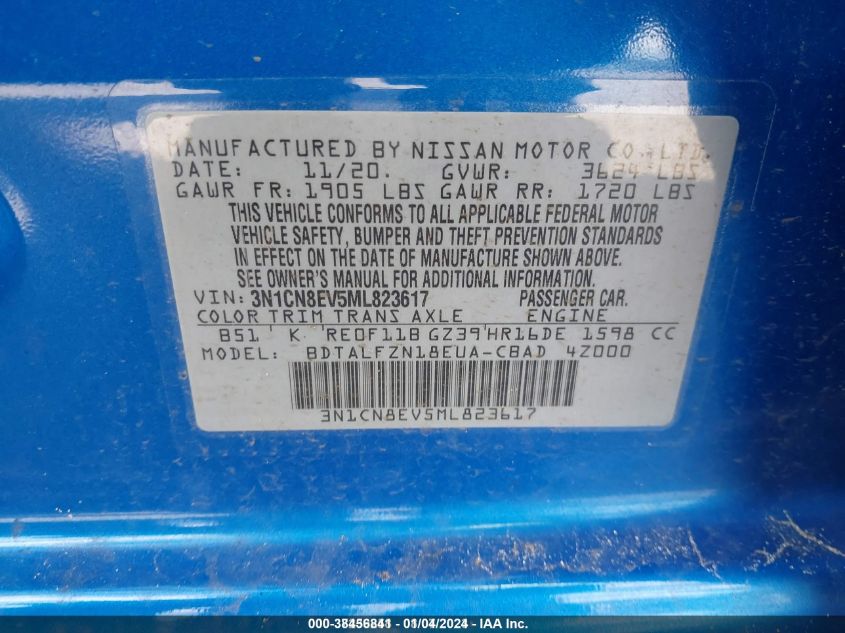 MANUFACTURED BY NISSAN MOTOR CO., LTD.
DATE: 11/20. GVWR: 3624 LBS
GAWR FR: 1905 LBS GAWR RR: 1720 LBS
THIS VEHICLE CONFORMS TO ALL APPLICABLE FEDERAL MOTOR
VEHICLE SAFETY, BUMPER AND THEFT PREVENTION STANDARDS
IN EFFECT ON THE DATE OF MANUFACTURE SHOWN ABOVE.
SEE OWNER'S MANUAL FOR ADDITIONAL INFORMATION.
VIN: 3N1CN8EV5ML823617 PASSENGER CAR.
COLOR TRIM TRANS AXLE ENGINE
B51 K RE0F11B GZ39 HR16DE 1598 CC
MODEL: BDTALFZN18EUA-CBAD 4Z000
3N1CN8EV5ML823617
000-38456841 - 01/04/2024 - IAA, Inc.